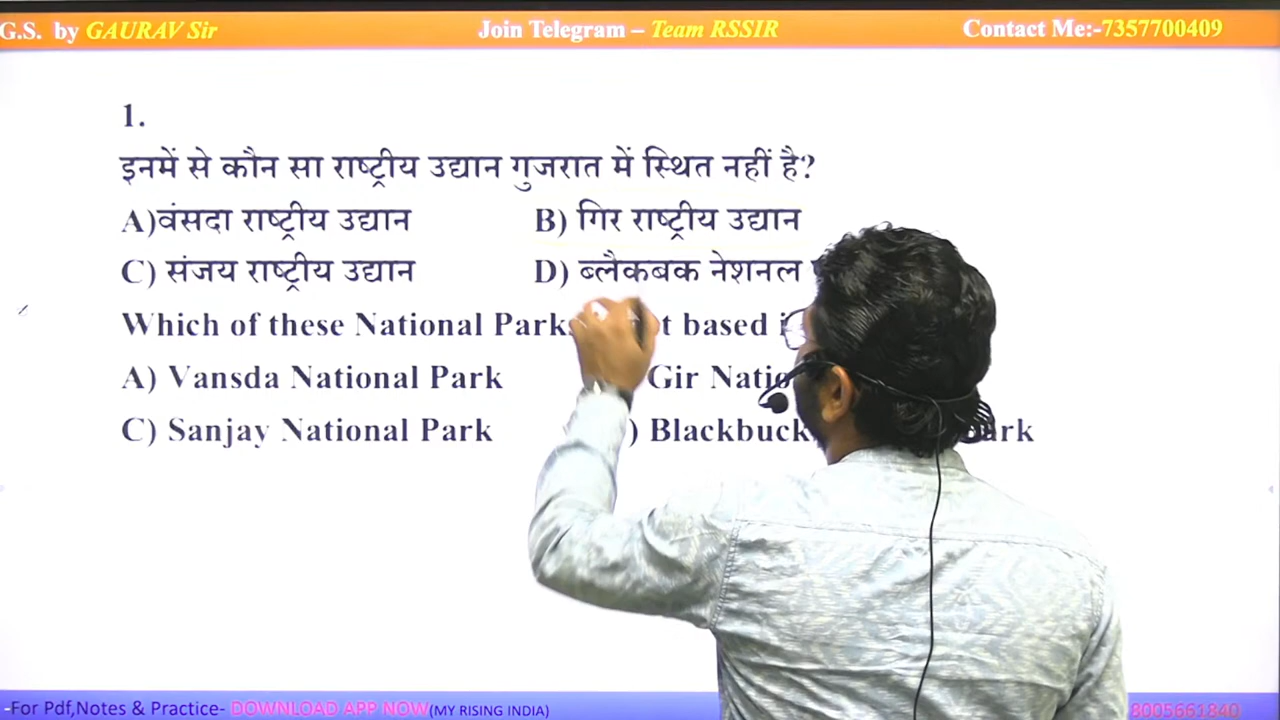 G.S. by GAURAV Sir Join Telegram – Team RSSIR Contact Me:-7357700409
1.
इनमें से कौन सा राष्ट्रीय उद्यान गुजरात में स्थित नहीं है?
A)वंसदा राष्ट्रीय उद्यान B) गिर राष्ट्रीय उद्यान
C) संजय राष्ट्रीय उद्यान D) ब्लैकबक नेशनल
Which of these National Parks based
A) Vansda National Park Gir
C) Sanjay National Park ) Blackbuck
-For Pdf,Notes & Practice- DOWNLOAD APP NOW(MY RISING INDIA) 8005661840